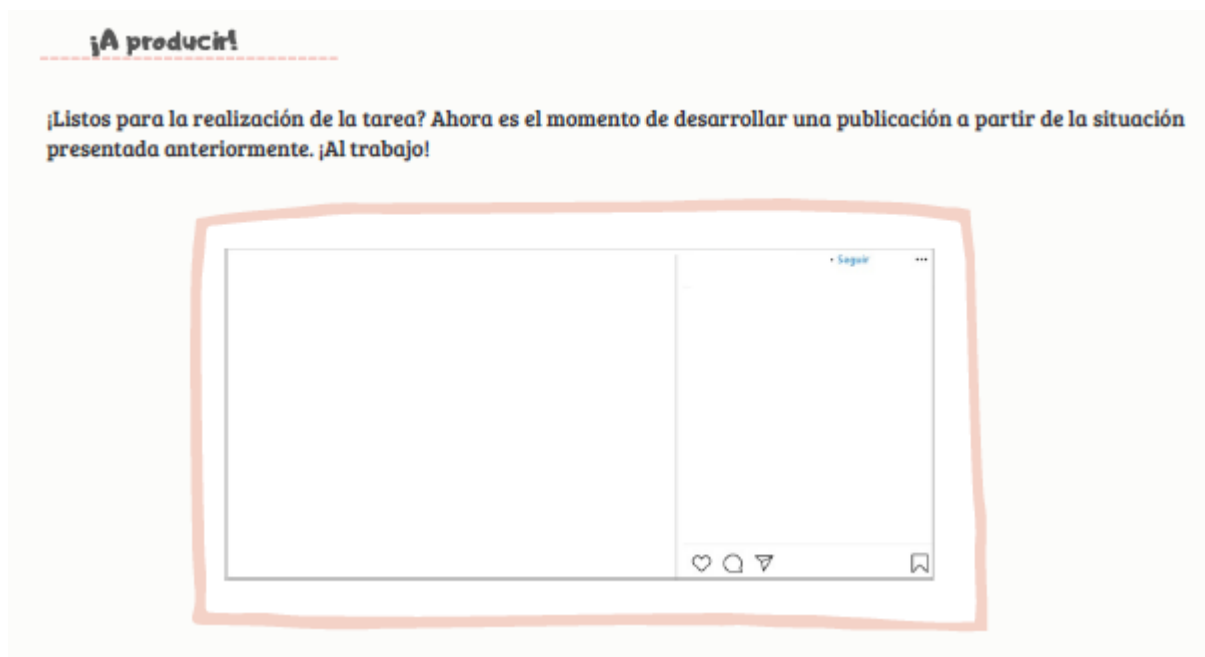 ¡A producir!
¡Listos para la realización de la tarea? Ahora es el momento de desarrollar una publicación a partir de la situación
presentada anteriormente. ¡Al trabajo!
• Seguir